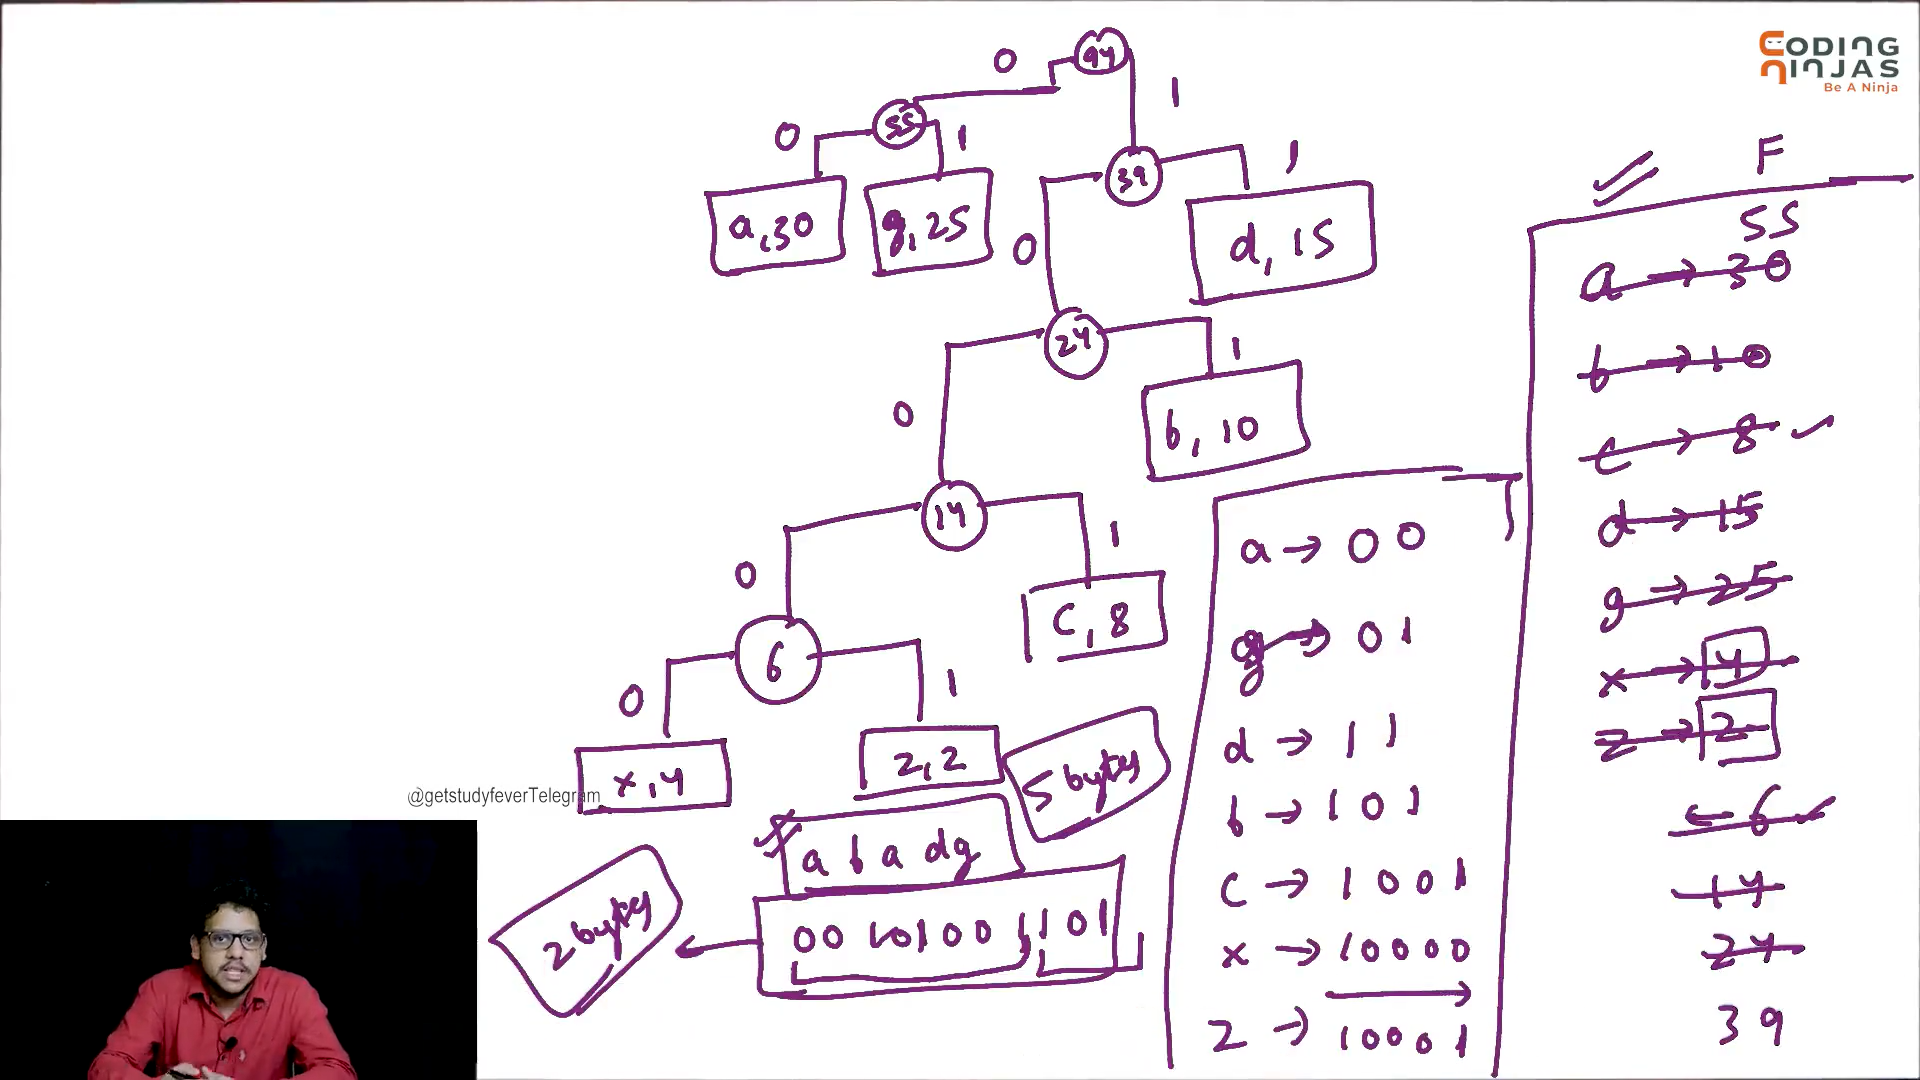 CODING
NINJAS
Be A Ninja
0
94
1
0
55
1
39
1
a,30
g,25
0
d,15
24
1
0
b,10
14
1
0
c,8
6
0
1
x,4
z,2
5 bytes
@getstudyfeverTelegram
a b a d g
00 101 00 11 01
2 bytes
a → 00
g → 01
d → 11
b → 101
c → 1001
x → 10000
z → 10001
F
55
a → 30
b → 10
c → 8
d → 15
g → 25
x → 4
z → 2
6
14
24
39